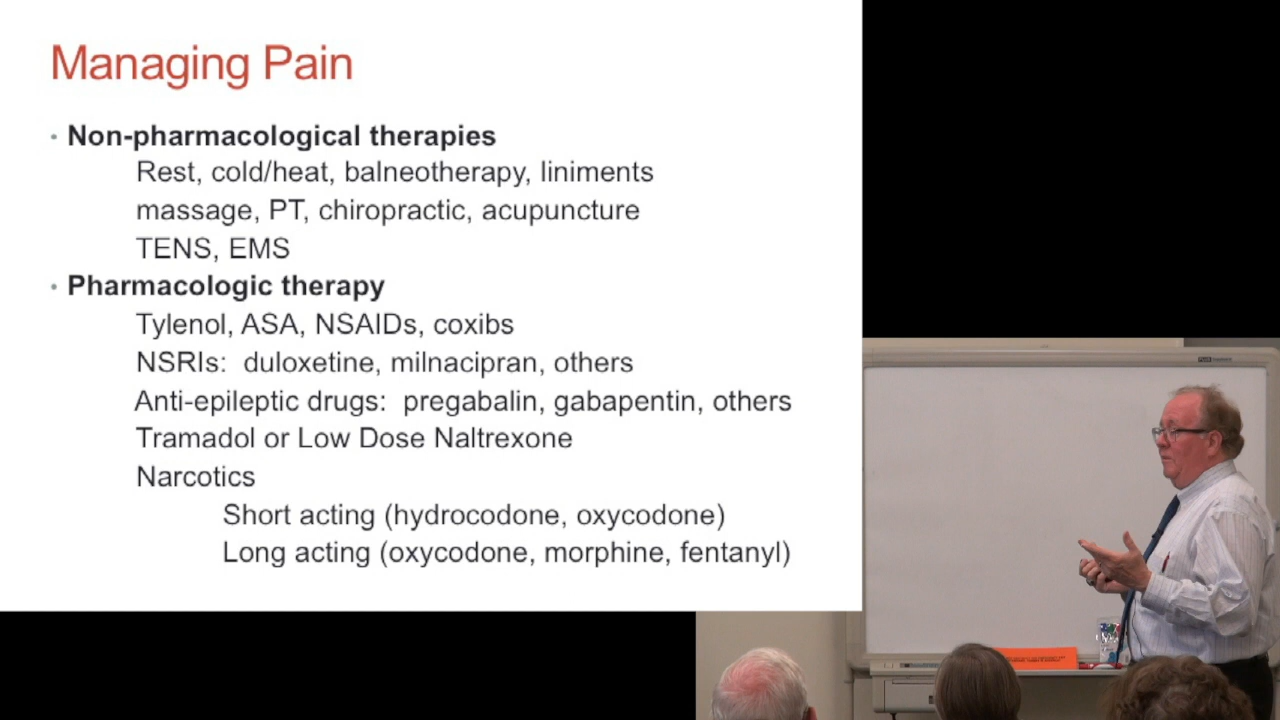 Managing Pain
• Non-pharmacological therapies
Rest, cold/heat, balneotherapy, liniments
massage, PT, chiropractic, acupuncture
TENS, EMS
• Pharmacologic therapy
Tylenol, ASA, NSAIDs, coxibs
NSRIs: duloxetine, milnacipran, others
Anti-epileptic drugs: pregabalin, gabapentin, others
Tramadol or Low Dose Naltrexone
Narcotics
Short acting (hydrocodone, oxycodone)
Long acting (oxycodone, morphine, fentanyl)